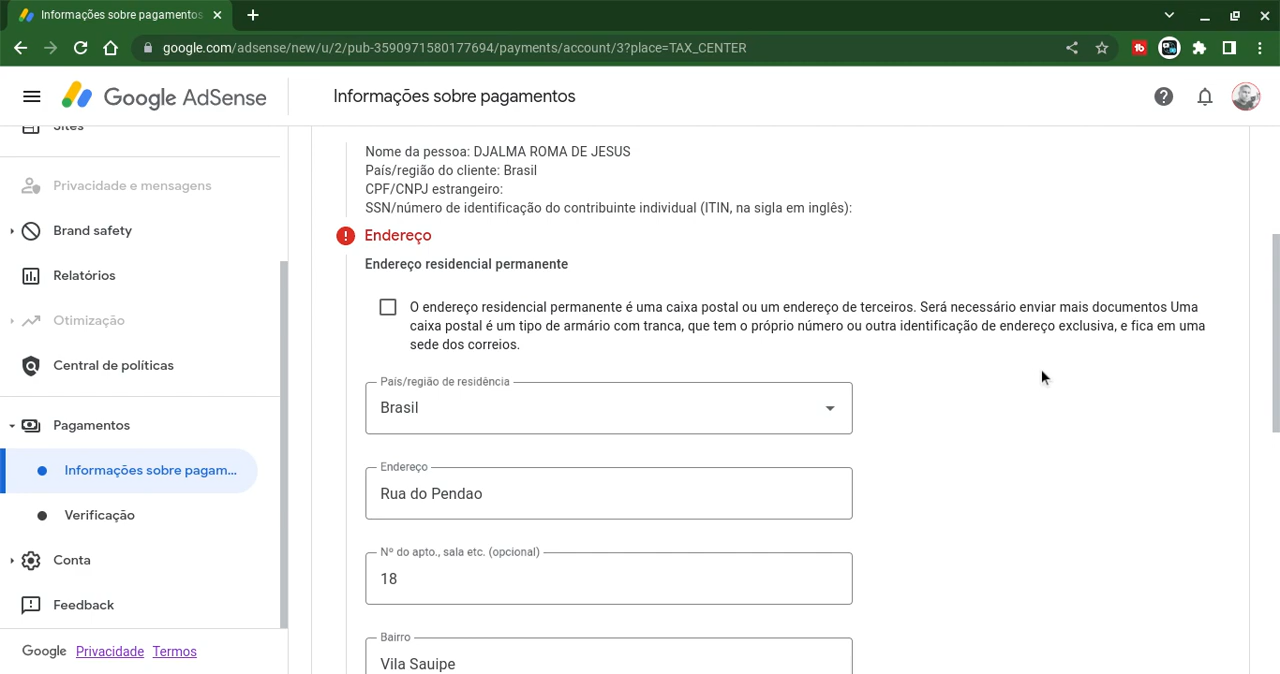 Informações sobre pagamentos
google.com/adsense/new/u/2/pub-3590971580177694/payments/account/3?place=TAX_CENTER
Google AdSense
Informações sobre pagamentos
Sites
Privacidade e mensagens
Brand safety
Relatórios
Otimização
Central de políticas
Pagamentos
Informações sobre pagam...
Verificação
Conta
Feedback
Google Privacidade Termos
Nome da pessoa: DJALMA ROMA DE JESUS
País/região do cliente: Brasil
CPF/CNPJ estrangeiro:
SSN/número de identificação do contribuinte individual (ITIN, na sigla em inglês):
Endereço
Endereço residencial permanente
O endereço residencial permanente é uma caixa postal ou um endereço de terceiros. Será necessário enviar mais documentos Uma
caixa postal é um tipo de armário com tranca, que tem o próprio número ou outra identificação de endereço exclusiva, e fica em uma
sede dos correios.
País/região de residência
Brasil
Endereço
Rua do Pendao
Nº do apto., sala etc. (opcional)
18
Bairro
Vila Sauipe